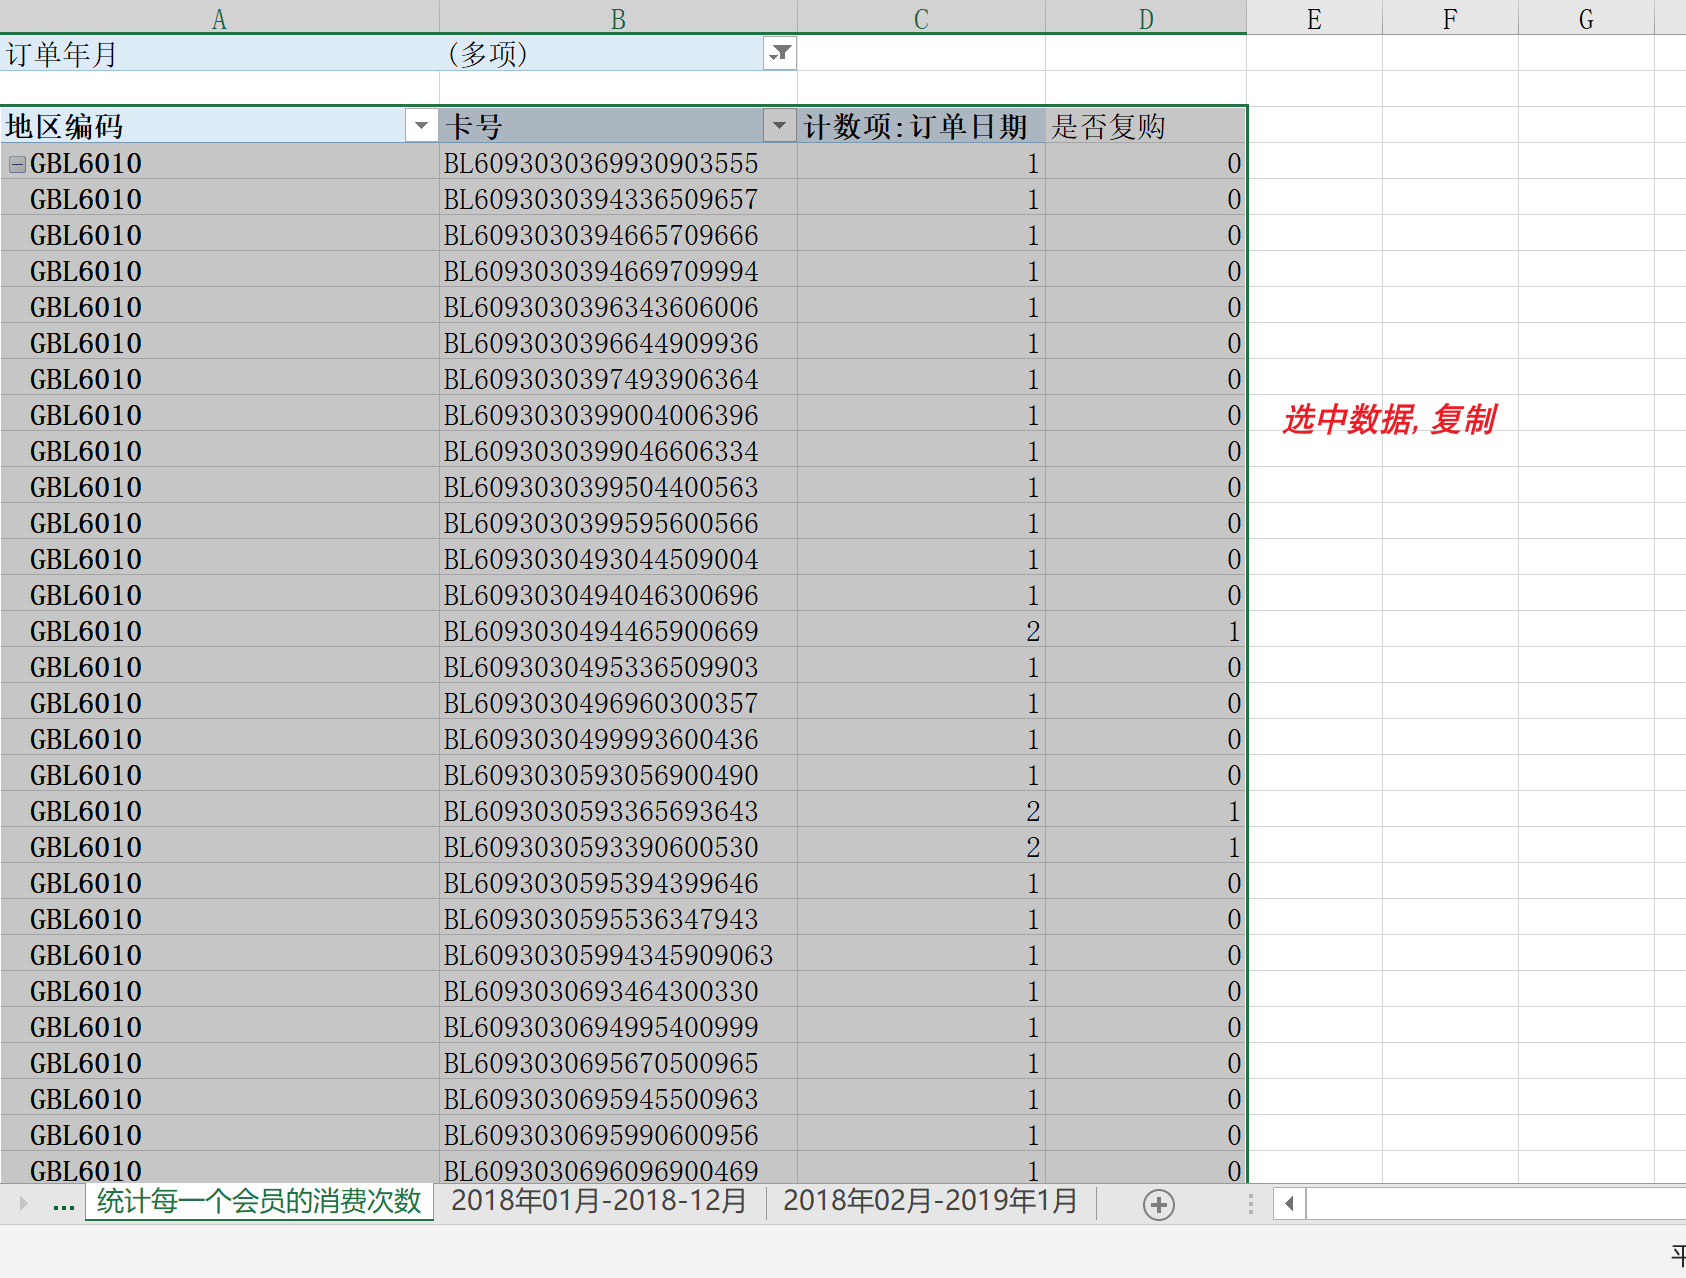 A B C D E F G
订单年月 (多项)
地区编码 卡号 计数项:订单日期 是否复购
GBL6010 BL6093030369930903555 1 0
GBL6010 BL6093030394336509657 1 0
GBL6010 BL6093030394665709666 1 0
GBL6010 BL6093030394669709994 1 0
GBL6010 BL6093030396343606006 1 0
GBL6010 BL6093030396644909936 1 0
GBL6010 BL6093030397493906364 1 0
GBL6010 BL6093030399004006396 1 0
选中数据, 复制
GBL6010 BL6093030399046606334 1 0
GBL6010 BL6093030399504400563 1 0
GBL6010 BL6093030399595600566 1 0
GBL6010 BL6093030493044509004 1 0
GBL6010 BL6093030494046300696 1 0
GBL6010 BL6093030494465900669 2 1
GBL6010 BL6093030495336509903 1 0
GBL6010 BL6093030496960300357 1 0
GBL6010 BL6093030499993600436 1 0
GBL6010 BL6093030593056900490 1 0
GBL6010 BL6093030593365693643 2 1
GBL6010 BL6093030593390600530 2 1
GBL6010 BL6093030595394399646 1 0
GBL6010 BL6093030595536347943 1 0
GBL6010 BL60930305994345909063 1 0
GBL6010 BL6093030693464300330 1 0
GBL6010 BL6093030694995400999 1 0
GBL6010 BL6093030695670500965 1 0
GBL6010 BL6093030695945500963 1 0
GBL6010 BL6093030695990600956 1 0
GBL6010 BL6093030696096900469 1 0
... 统计每一个会员的消费次数 2018年01月-2018-12月 2018年02月-2019年1月